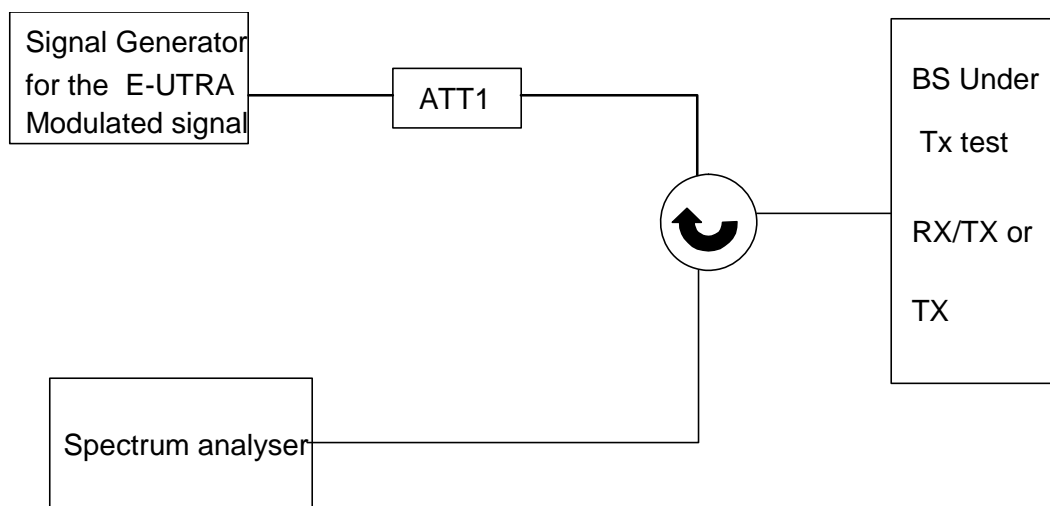 Signal Generator
for the E-UTRA
Modulated signal
ATT1
BS Under
Tx test
RX/TX or
TX
Spectrum analyser